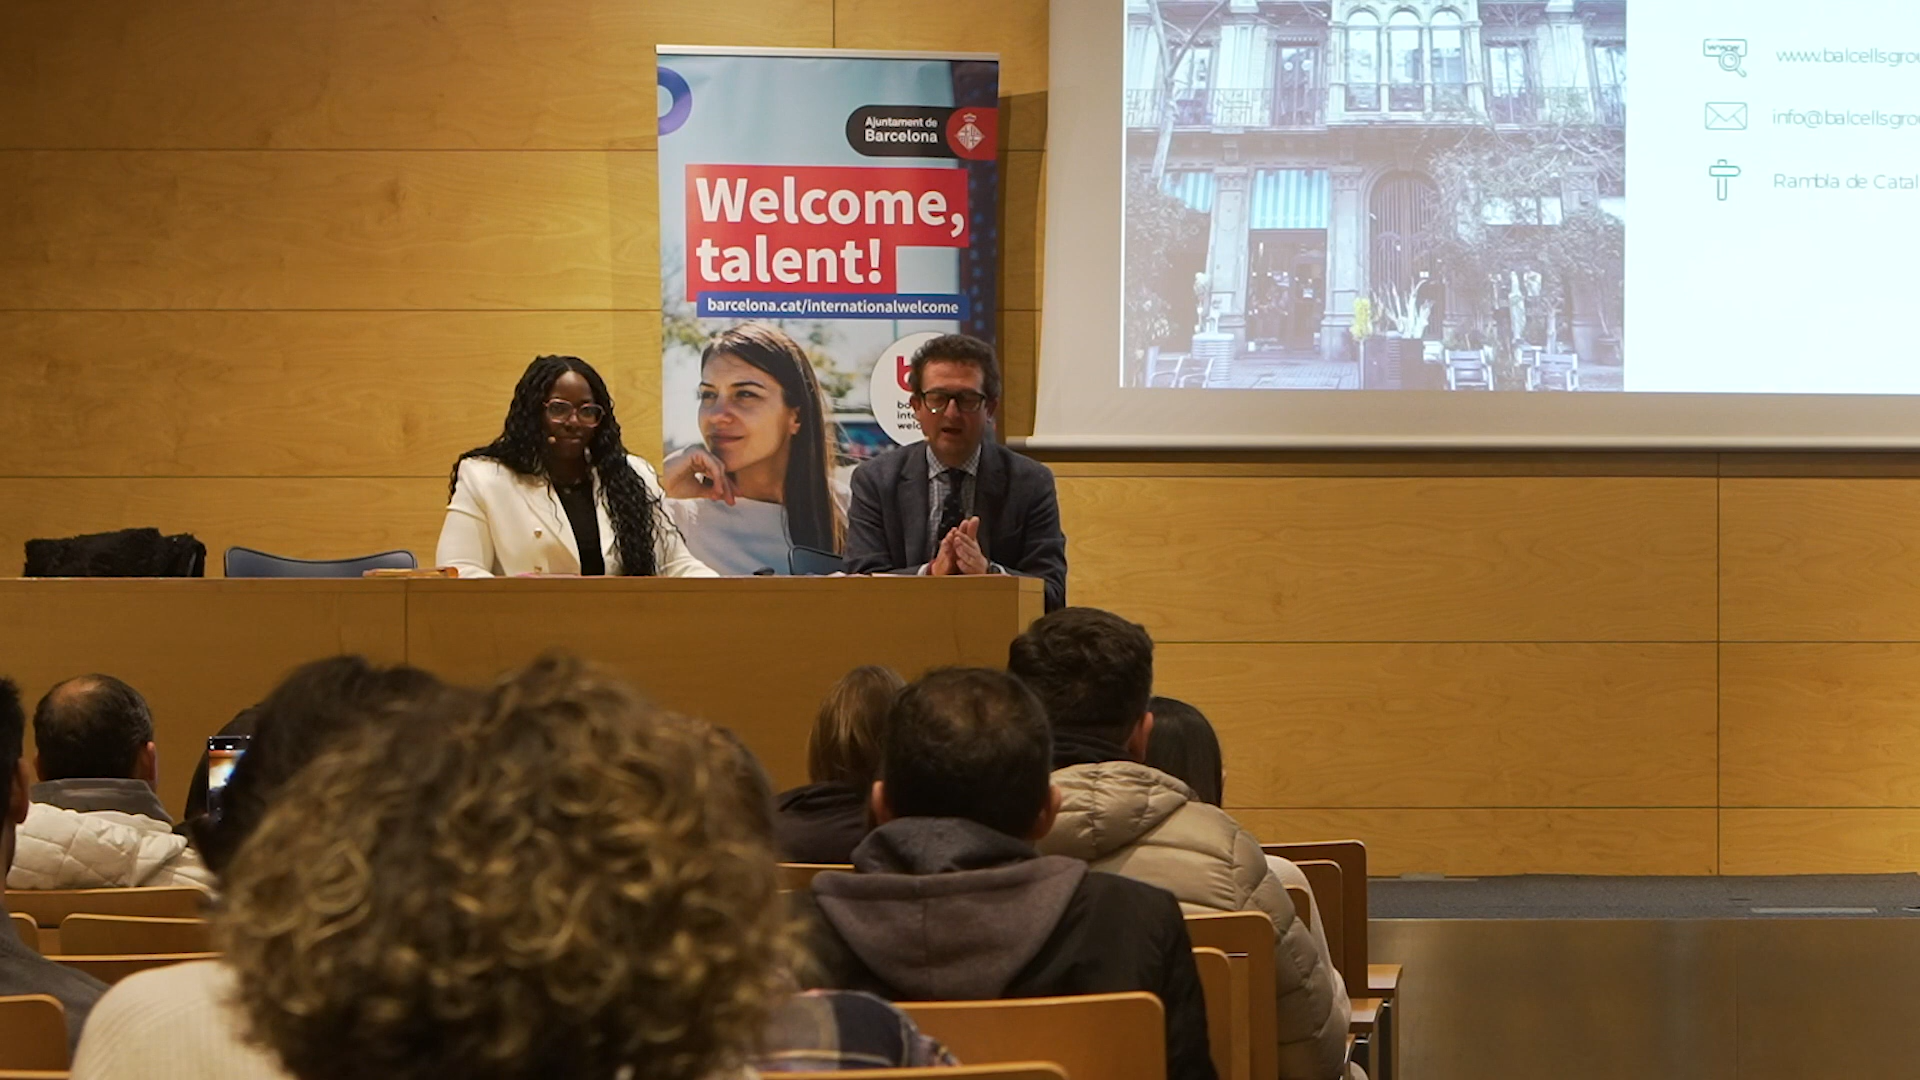 Ajuntament de
Barcelona
Welcome,
talent!
barcelona.cat/internationalwelcome
www.balcellsgro
info@balcellsgro
Rambla de Catal